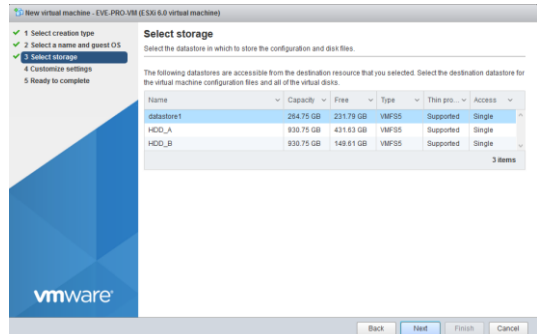 New virtual machine - EVE-PRO-VM (ESXi 6.0 virtual machine)
1 Select creation type
2 Select a name and guest OS
3 Select storage
4 Customize settings
5 Ready to complete
Select storage
Select the datastore in which to store the configuration and disk files.
The following datastores are accessible from the destination resource that you selected. Select the destination datastore for
the virtual machine configuration files and all of the virtual disks.
Name Capacity Free Type Thin pro... Access
datastore1 264.75 GB 231.79 GB VMFS5 Supported Single
HDD_A 930.75 GB 431.63 GB VMFS5 Supported Single
HDD_B 930.75 GB 149.61 GB VMFS5 Supported Single
3 items
vmware
Back Next Finish Cancel